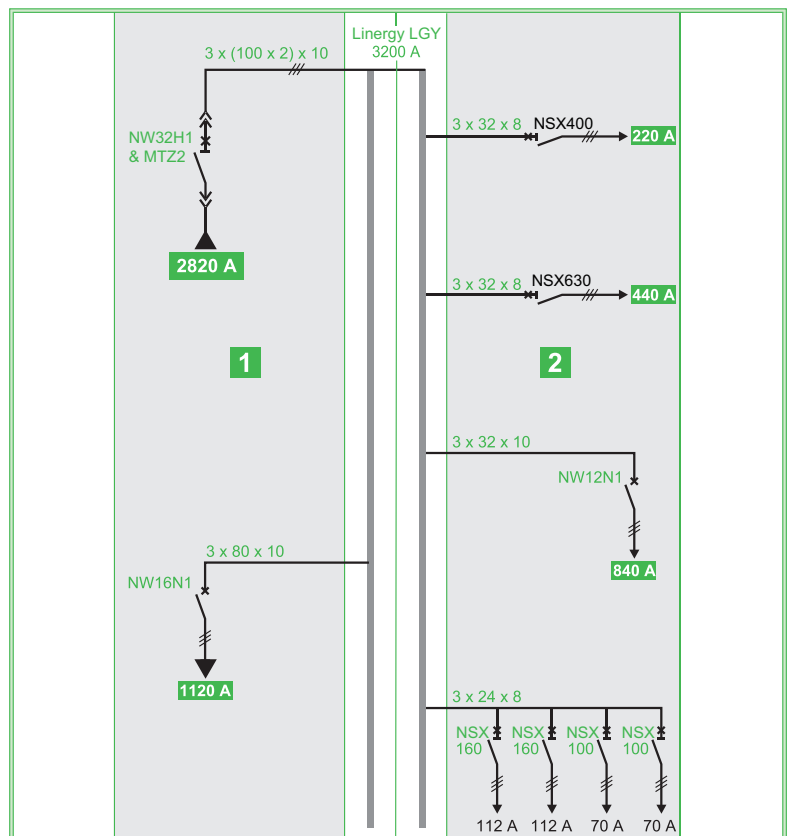 Linergy LGY
3200 A
3 x (100 x 2) x 10
NW32H1
& MTZ2
2820 A
1
3 x 80 x 10
NW16N1
1120 A
3 x 32 x 8
NSX400
220 A
3 x 32 x 8
NSX630
440 A
2
3 x 32 x 10
NW12N1
840 A
3 x 24 x 8
NSX
160
NSX
160
NSX
100
NSX
100
112 A
112 A
70 A
70 A